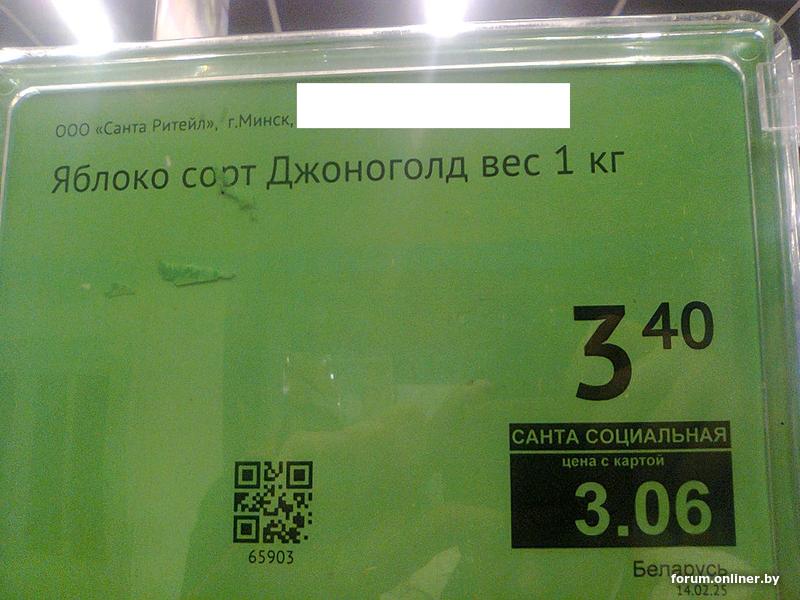 ООО «Санта Ритейл», г.Минск,
Яблоко сорт Джоноголд вес 1 кг
3 40
САНТА СОЦИАЛЬНАЯ
цена с картой
3.06
65903
Беларусь
forum.onliner.by
14.02.25